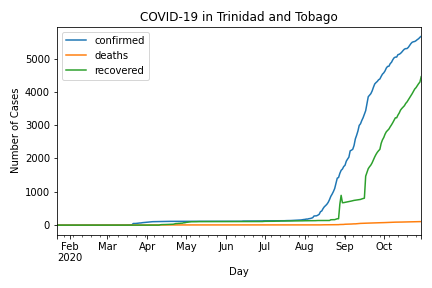 COVID-19 in Trinidad and Tobago
confirmed
deaths
recovered
Number of Cases
5000
4000
3000
2000
1000
0
Feb Mar Apr May Jun Jul Aug Sep Oct
2020
Day